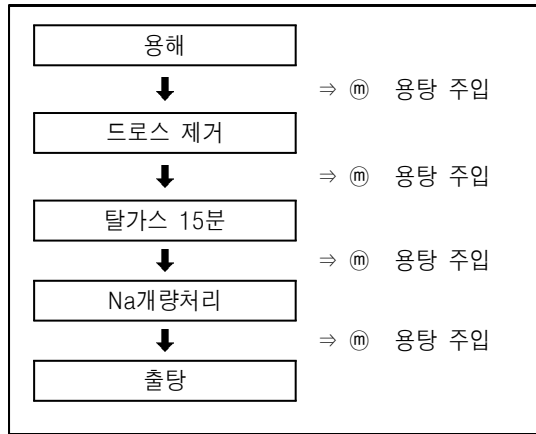 용해
⇒ ⓜ 용탕 주입
드로스 제거
⇒ ⓜ 용탕 주입
탈가스 15분
⇒ ⓜ 용탕 주입
Na개량처리
⇒ ⓜ 용탕 주입
출탕